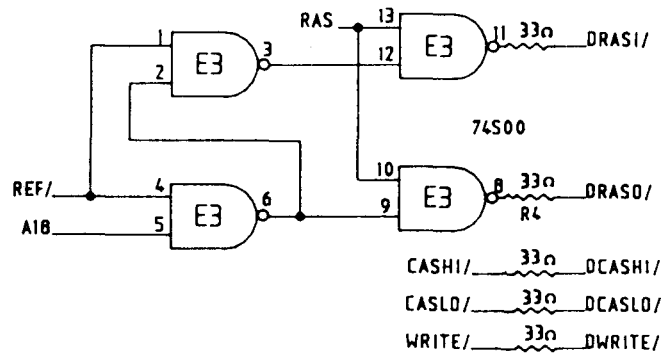 RAS 13 11 33Ω DRAS1/
1 3 12
E3 E3
2
74S00
10
REF/ 4 6 8 33Ω DRAS0/
E3 E3 R4
A18 5 9
CASHI/ 33Ω DCASHI/
CASLO/ 33Ω DCASLO/
WRITE/ 33Ω DWRITE/